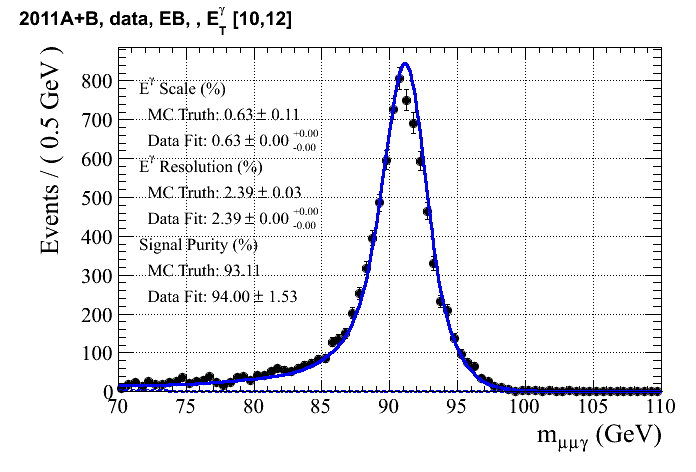 2011A+B, data, EB, , E_T^γ [10,12]
Events / ( 0.5 GeV )
800
700
600
500
400
300
200
100
0
E^γ Scale (%)
MC Truth: 0.63 ± 0.11
Data Fit: 0.63 ± 0.00 +0.00 -0.00
E^γ Resolution (%)
MC Truth: 2.39 ± 0.03
Data Fit: 2.39 ± 0.00 +0.00 -0.00
Signal Purity (%)
MC Truth: 93.11
Data Fit: 94.00 ± 1.53
70 75 80 85 90 95 100 105 110
m_μμγ (GeV)